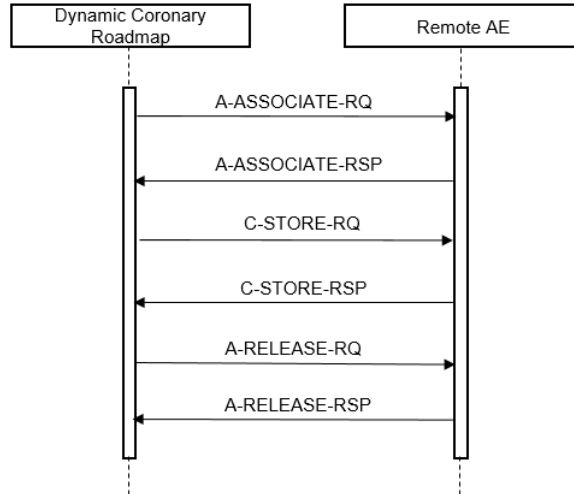 Dynamic Coronary
Roadmap
Remote AE
A-ASSOCIATE-RQ
A-ASSOCIATE-RSP
C-STORE-RQ
C-STORE-RSP
A-RELEASE-RQ
A-RELEASE-RSP